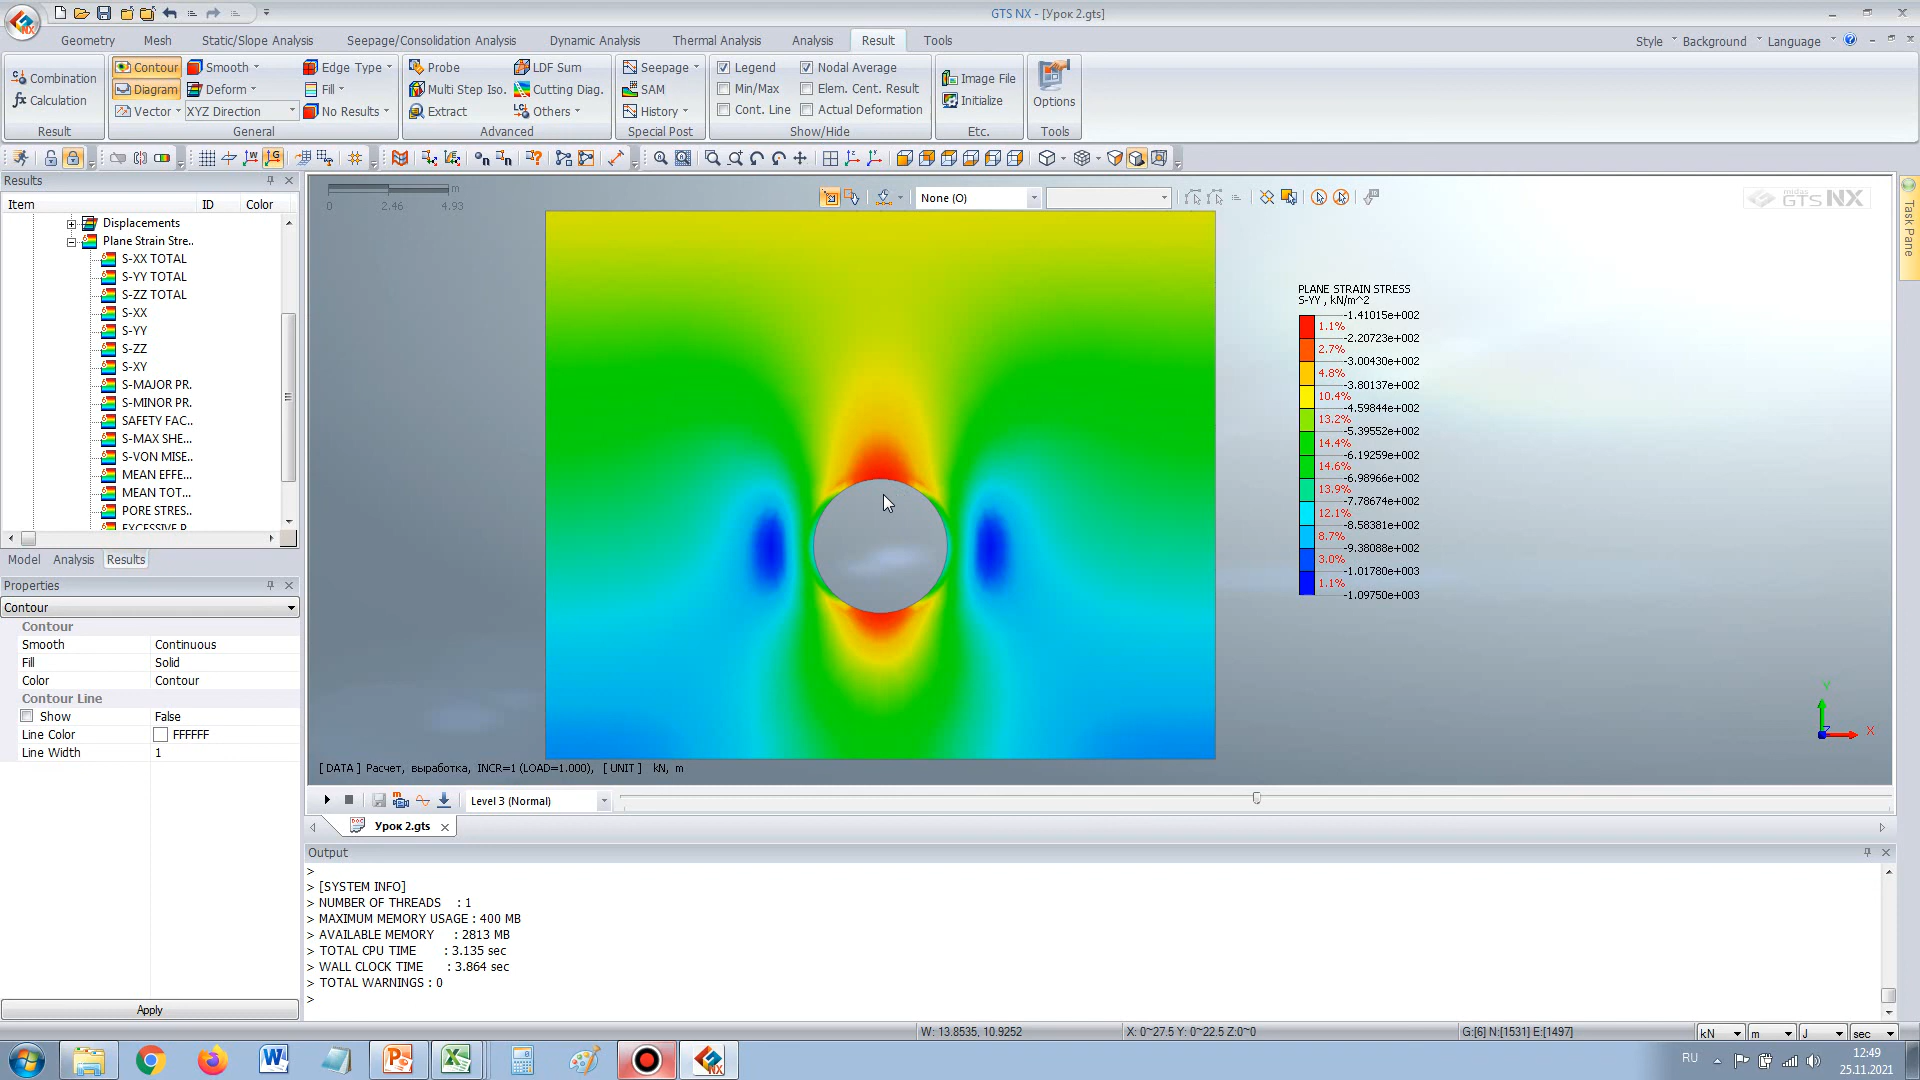 GTS NX - [Урок 2.gts]
Geometry Mesh Static/Slope Analysis Seepage/Consolidation Analysis Dynamic Analysis Thermal Analysis Analysis Result Tools Style Background Language
Combination
Calculation
Result
Contour Smooth Edge Type
Diagram Deform Fill
Vector XYZ Direction No Results
General
Probe LDF Sum
Multi Step Iso. Cutting Diag.
Extract Others
Advanced
Seepage
SAM
History
Special Post
Legend Nodal Average
Min/Max Elem. Cent. Result
Cont. Line Actual Deformation
Show/Hide
Image File
Initialize
Etc.
Options
Tools
Results
Item ID Color
Displacements
Plane Strain Stre..
S-XX TOTAL
S-YY TOTAL
S-ZZ TOTAL
S-XX
S-YY
S-ZZ
S-XY
S-MAJOR PR.
S-MINOR PR.
SAFETY FAC..
S-MAX SHE...
S-VON MISE...
MEAN EFFE...
MEAN TOT...
PORE STRES..
Model Analysis Results
Properties
Contour
Contour
Smooth Continuous
Fill Solid
Color Contour
Contour Line
Show False
Line Color FFFFFF
Line Width 1
Apply
m
0 2.46 4.93
None (O)
midas
GTS NX
Task Pane
PLANE STRAIN STRESS
S-YY , kN/m^2
-1.41015e+002
1.1%
-2.20723e+002
2.7%
-3.00430e+002
4.8%
-3.80137e+002
10.4%
-4.59844e+002
13.2%
-5.39552e+002
14.4%
-6.19259e+002
14.6%
-6.98966e+002
13.9%
-7.78674e+002
12.1%
-8.58381e+002
8.7%
-9.38088e+002
3.0%
-1.01780e+003
1.1%
-1.09750e+003
Y
Z
X
[ DATA ] Расчет, выработка, INCR=1 (LOAD=1.000), [ UNIT ] kN, m
Level 3 (Normal)
Урок 2.gts
Output
>
> [SYSTEM INFO]
> NUMBER OF THREADS : 1
> MAXIMUM MEMORY USAGE : 400 MB
> AVAILABLE MEMORY : 2813 MB
> TOTAL CPU TIME : 3.135 sec
> WALL CLOCK TIME : 3.864 sec
> TOTAL WARNINGS : 0
>
W: 13.8535, 10.9252 X: 0~27.5 Y: 0~22.5 Z:0~0 G:[6] N:[1531] E:[1497] kN m J sec
RU
12:49
25.11.2021